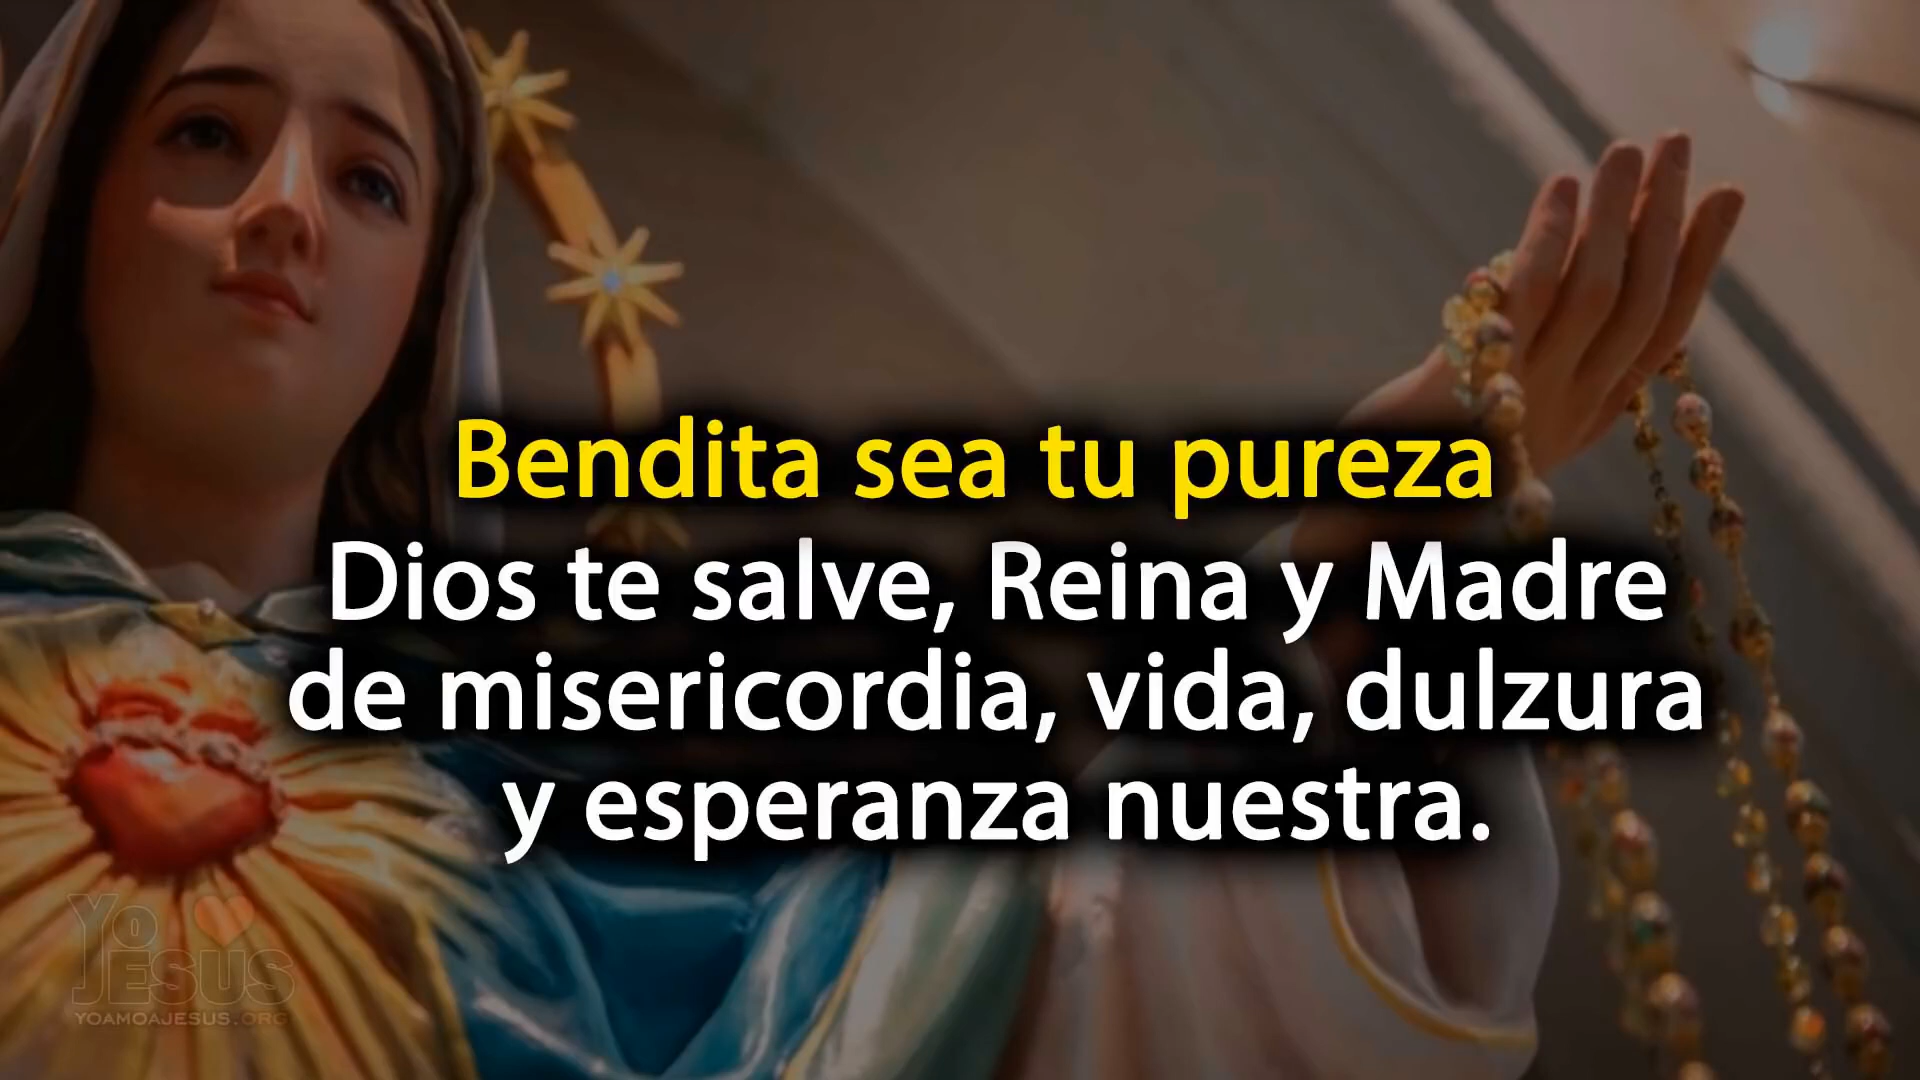 Bendita sea tu pureza
Dios te salve, Reina y Madre
de misericordia, vida, dulzura
y esperanza nuestra.
Yo
JESUS
YOAMOAJESUS.ORG